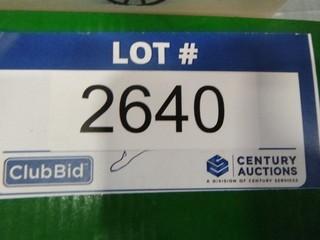 LOT #
2640
ClubBid
CENTURY
AUCTIONS
A DIVISION OF CENTURY SERVICES